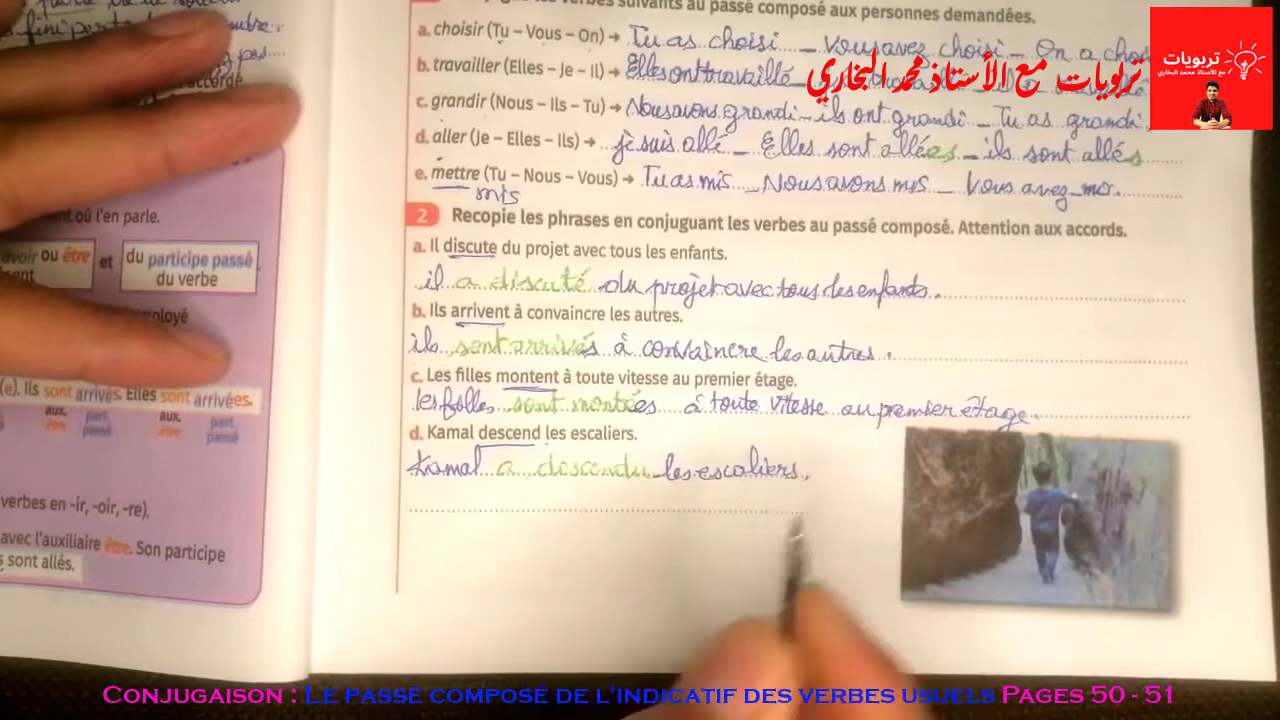 fini
pas
accorde
où l'en parle.
avoir ou être et du participe passé
du verbe
employé
(e). Ils sont arrivés. Elles sont arrivées.
aux. part. aux. part.
être passé être passé
verbes en -ir, -oir, -re).
avec l'auxiliaire être. Son participe
sont allés.
verbes suivants au passé composé aux personnes demandées.
a. choisir (Tu – Vous – On) → Tu as choisi – Vous avez choisi – On a
b. travailler (Elles – Je – Il) → Elles ont travaillé
c. grandir (Nous – Ils – Tu) → Nous avons grandi – ils ont grandi – Tu as grandi
d. aller (Je – Elles – Ils) → je suis allé – Elles sont allées – ils sont allés
e. mettre (Tu – Nous – Vous) → Tu as mis – Nous avons mis – Vous avez mis
mis
2 Recopie les phrases en conjuguant les verbes au passé composé. Attention aux accords.
a. Il discute du projet avec tous les enfants.
il a discuté du projet avec tous les enfants.
b. Ils arrivent à convaincre les autres.
ils sont arrivés à convaincre les autres.
c. Les filles montent à toute vitesse au premier étage.
les filles sont montées à toute vitesse au premier étage.
d. Kamal descend les escaliers.
Kamal a descendu les escaliers,
تربويات مع الأستاذ محمد البخاري
تربويات
مع الأستاذ محمد البخاري
Conjugaison : Le passé composé de l'indicatif des verbes usuels Pages 50 - 51